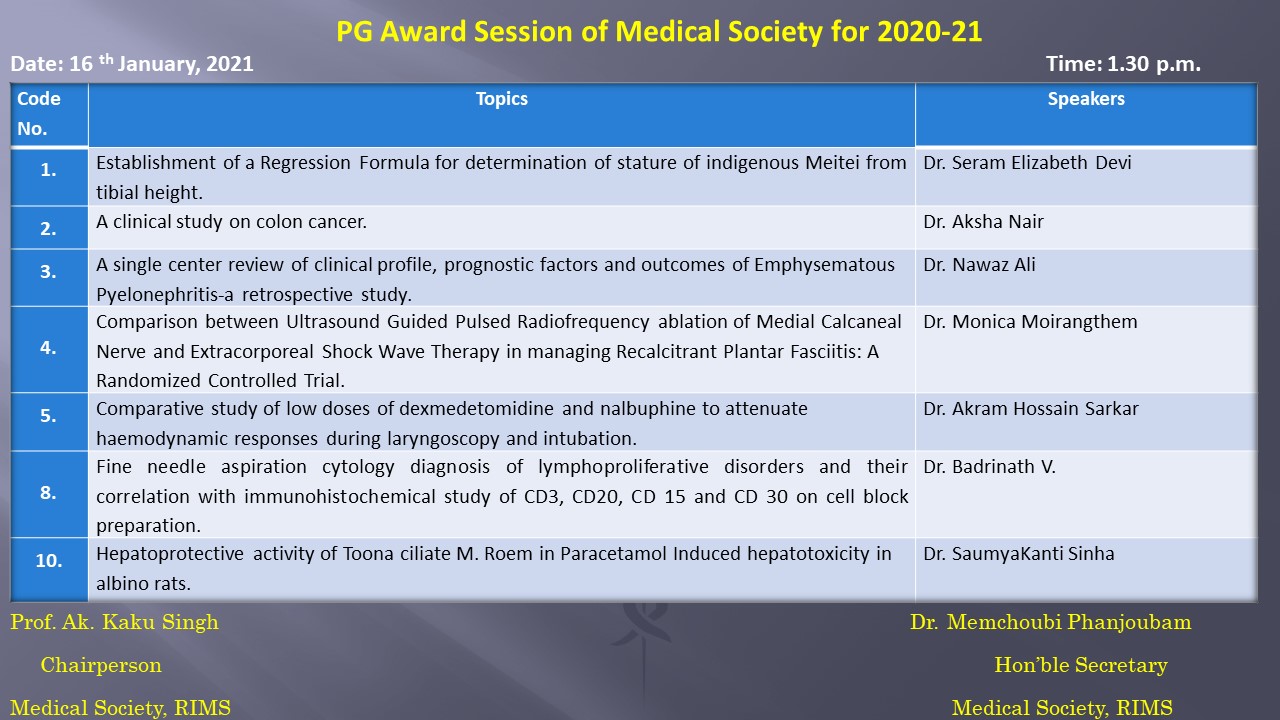 PG Award Session of Medical Society for 2020-21
Date: 16 th January, 2021 Time: 1.30 p.m.
Code No. Topics Speakers
1. Establishment of a Regression Formula for determination of stature of indigenous Meitei from Dr. Seram Elizabeth Devi
tibial height.
2. A clinical study on colon cancer. Dr. Aksha Nair
3. A single center review of clinical profile, prognostic factors and outcomes of Emphysematous Dr. Nawaz Ali
Pyelonephritis-a retrospective study.
4. Comparison between Ultrasound Guided Pulsed Radiofrequency ablation of Medial Calcaneal Dr. Monica Moirangthem
Nerve and Extracorporeal Shock Wave Therapy in managing Recalcitrant Plantar Fasciitis: A
Randomized Controlled Trial.
5. Comparative study of low doses of dexmedetomidine and nalbuphine to attenuate Dr. Akram Hossain Sarkar
haemodynamic responses during laryngoscopy and intubation.
8. Fine needle aspiration cytology diagnosis of lymphoproliferative disorders and their Dr. Badrinath V.
correlation with immunohistochemical study of CD3, CD20, CD 15 and CD 30 on cell block
preparation.
10. Hepatoprotective activity of Toona ciliate M. Roem in Paracetamol Induced hepatotoxicity in Dr. SaumyaKanti Sinha
albino rats.
Prof. Ak. Kaku Singh Dr. Memchoubi Phanjoubam
Chairperson Hon’ble Secretary
Medical Society, RIMS Medical Society, RIMS